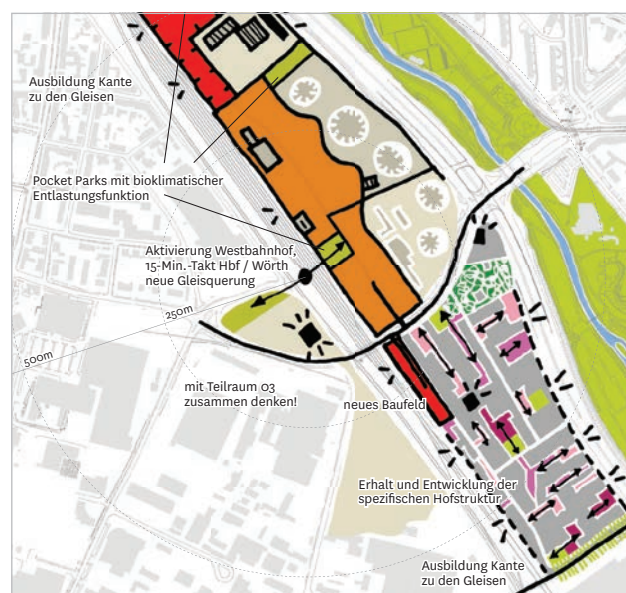 Ausbildung Kante
zu den Gleisen
Pocket Parks mit bioklimatischer
Entlastungsfunktion
Aktivierung Westbahnhof,
15-Min.-Takt Hbf / Wörth
neue Gleisquerung
250m
500m
mit Teilraum 03
zusammen denken!
neues Baufeld
Erhalt und Entwicklung der
spezifischen Hofstruktur
Ausbildung Kante
zu den Gleisen